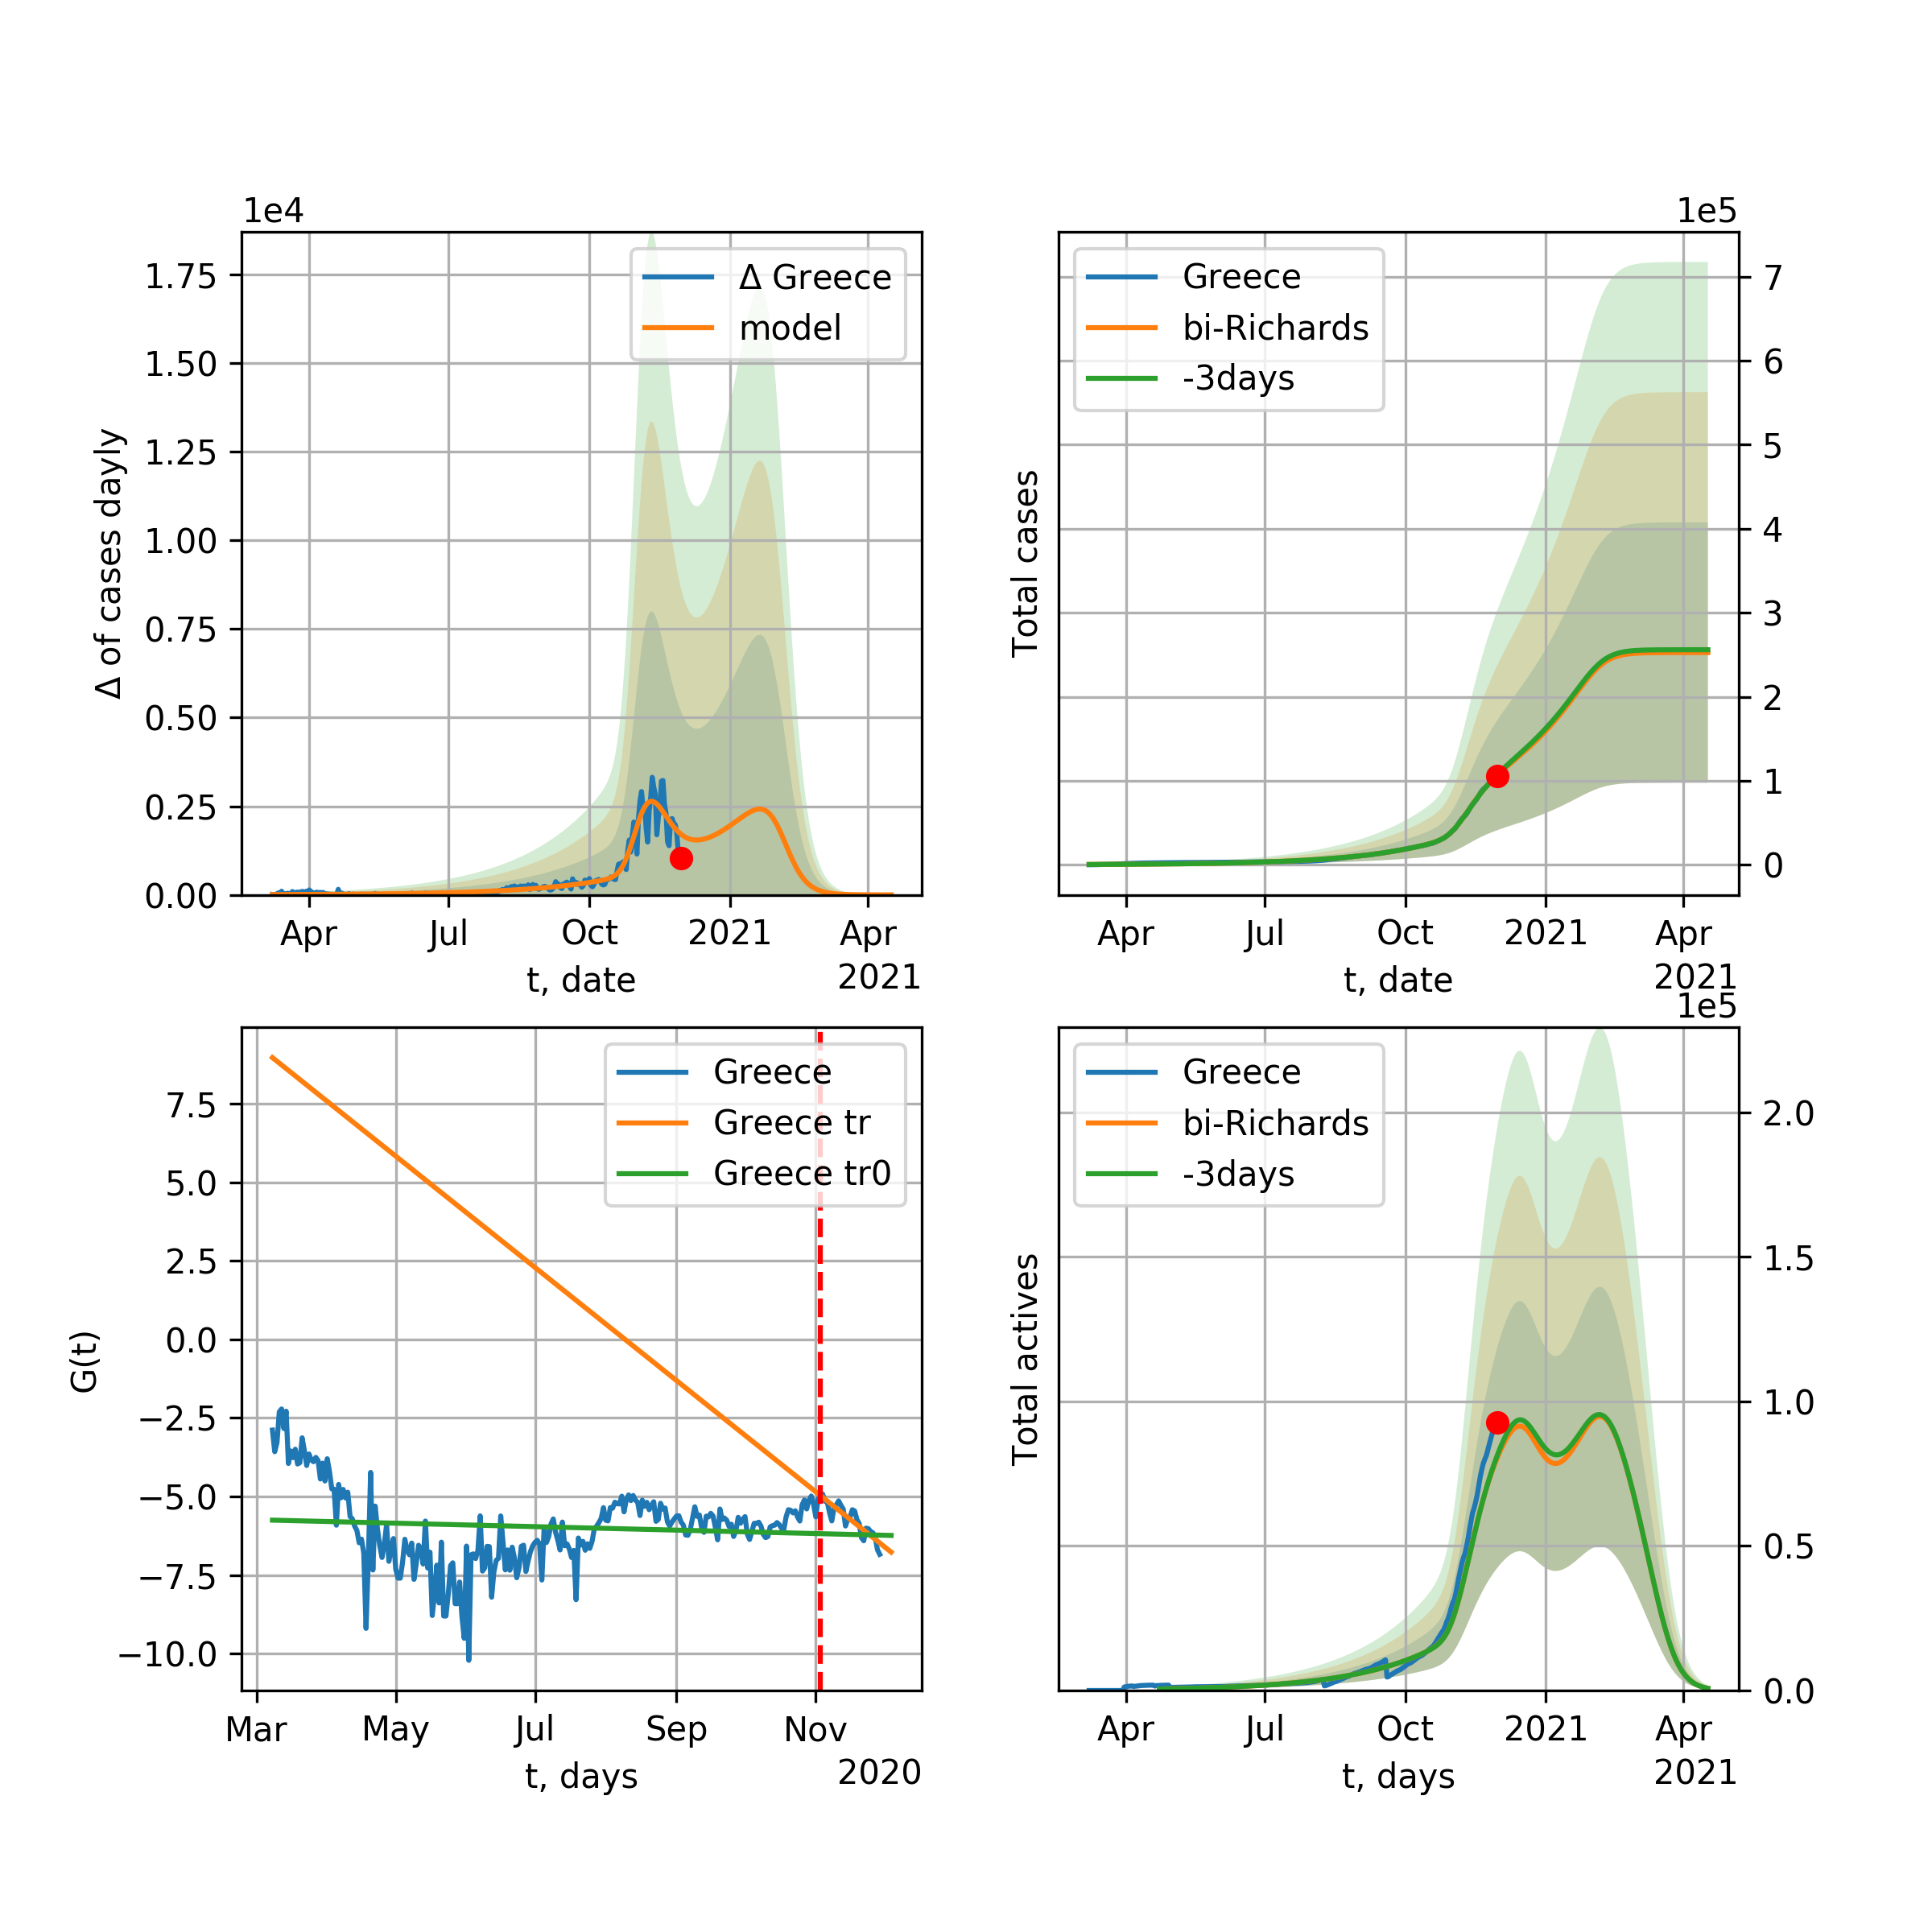 1e4
Δ of cases dayly
1.75
1.50
1.25
1.00
0.75
0.50
0.25
0.00
Δ Greece
model
Apr
Jul
Oct
2021
Apr
t, date
2021
1e5
Total cases
Greece
bi-Richards
-3days
7
6
5
4
3
2
1
0
Apr
Jul
Oct
2021
Apr
t, date
2021
G(t)
7.5
5.0
2.5
0.0
−2.5
−5.0
−7.5
−10.0
Greece
Greece tr
Greece tr0
Mar
May
Jul
Sep
Nov
t, days
2020
1e5
Total actives
Greece
bi-Richards
-3days
2.0
1.5
1.0
0.5
0.0
Apr
Jul
Oct
2021
Apr
t, days
2021